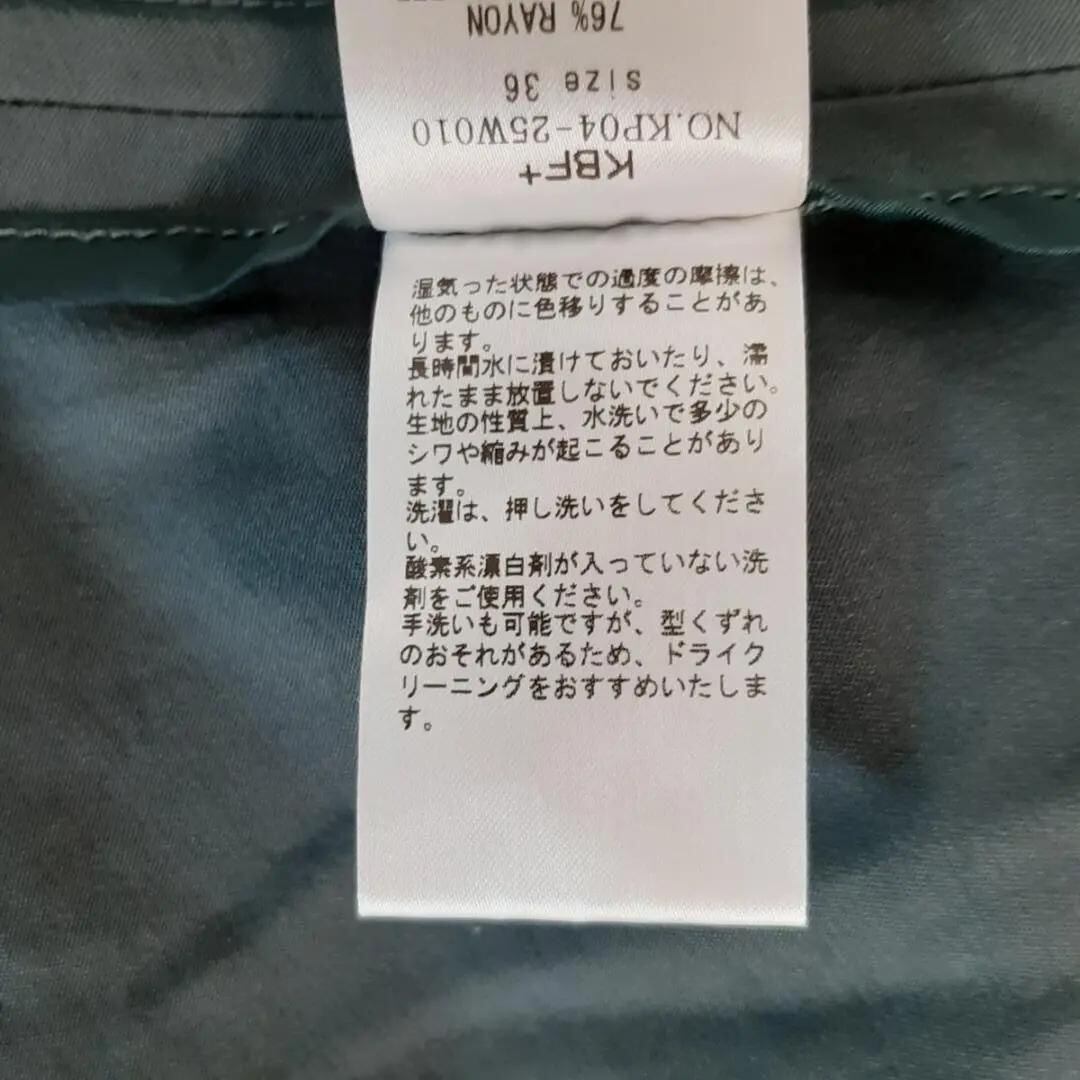 KBF+
NO.KP04-25W010
size 36
76% RAYON
湿気った状態での過度の摩擦は、
他のものに色移りすることがあ
ります。
長時間水に漬けておいたり、濡
れたまま放置しないでください。
生地の性質上、水洗いで多少の
シワや縮みが起こることがあり
ます。
洗濯は、押し洗いをしてくださ
い。
酸素系漂白剤が入っていない洗
剤をご使用ください。
手洗いも可能ですが、型くずれ
のおそれがあるため、ドライク
リーニングをおすすめいたしま
す。